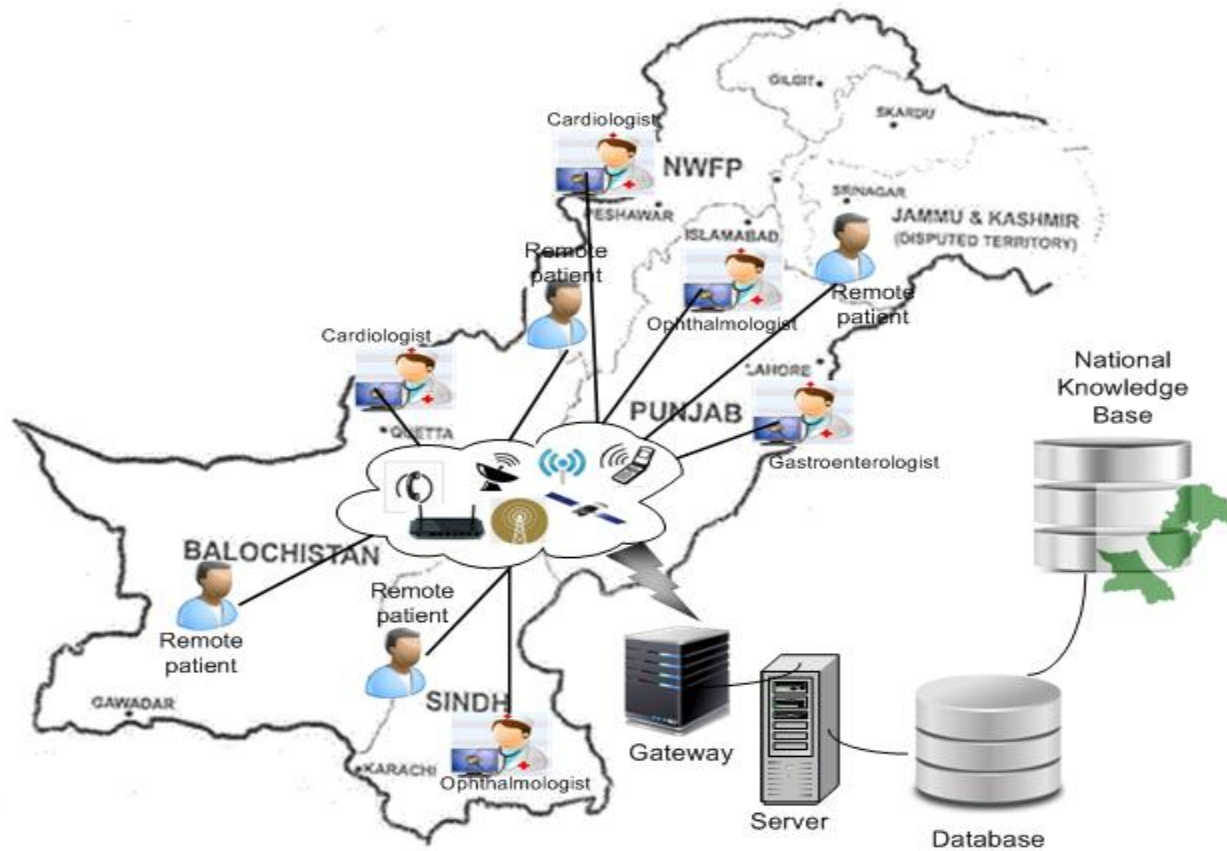 GILGIT
SKARDU
Cardiologist
NWFP
SRINAGAR
PESHAWAR
JAMMU & KASHMIR
(DISPUTED TERRITORY)
ISLAMABAD
Remote
patient
Remote
patient
Ophthalmologist
Cardiologist
LAHORE
National
Knowledge
Base
PUNJAB
QUETTA
Gastroenterologist
BALOCHISTAN
Remote
patient
Remote
patient
SINDH
GAWADAR
Gateway
KARACHI
Ophthalmologist
Server
Database